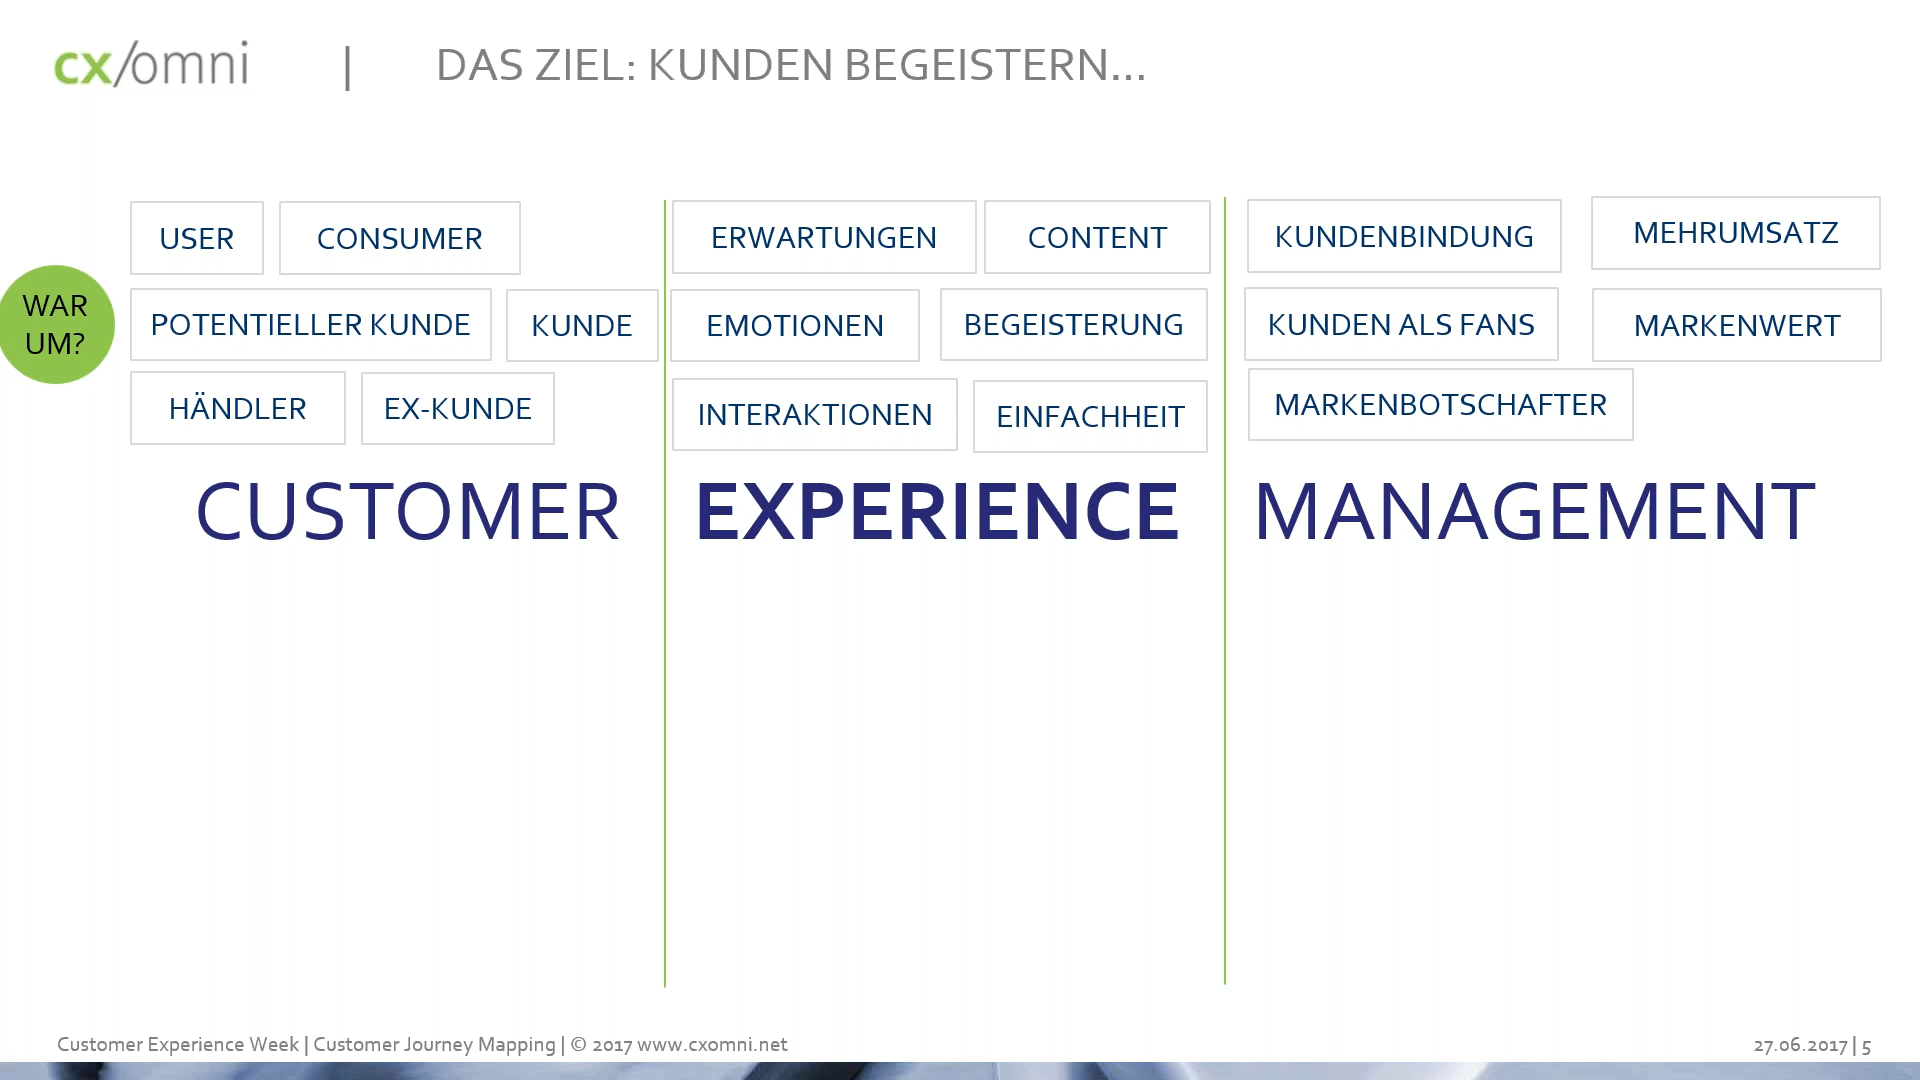 cx/omni | DAS ZIEL: KUNDEN BEGEISTERN...
WAR
UM?
USER CONSUMER
POTENTIELLER KUNDE KUNDE
HÄNDLER EX-KUNDE
CUSTOMER
ERWARTUNGEN CONTENT
EMOTIONEN BEGEISTERUNG
INTERAKTIONEN EINFACHHEIT
EXPERIENCE
KUNDENBINDUNG MEHRUMSATZ
KUNDEN ALS FANS MARKENWERT
MARKENBOTSCHAFTER
MANAGEMENT
Customer Experience Week | Customer Journey Mapping | © 2017 www.cxomni.net
27.06.2017 | 5